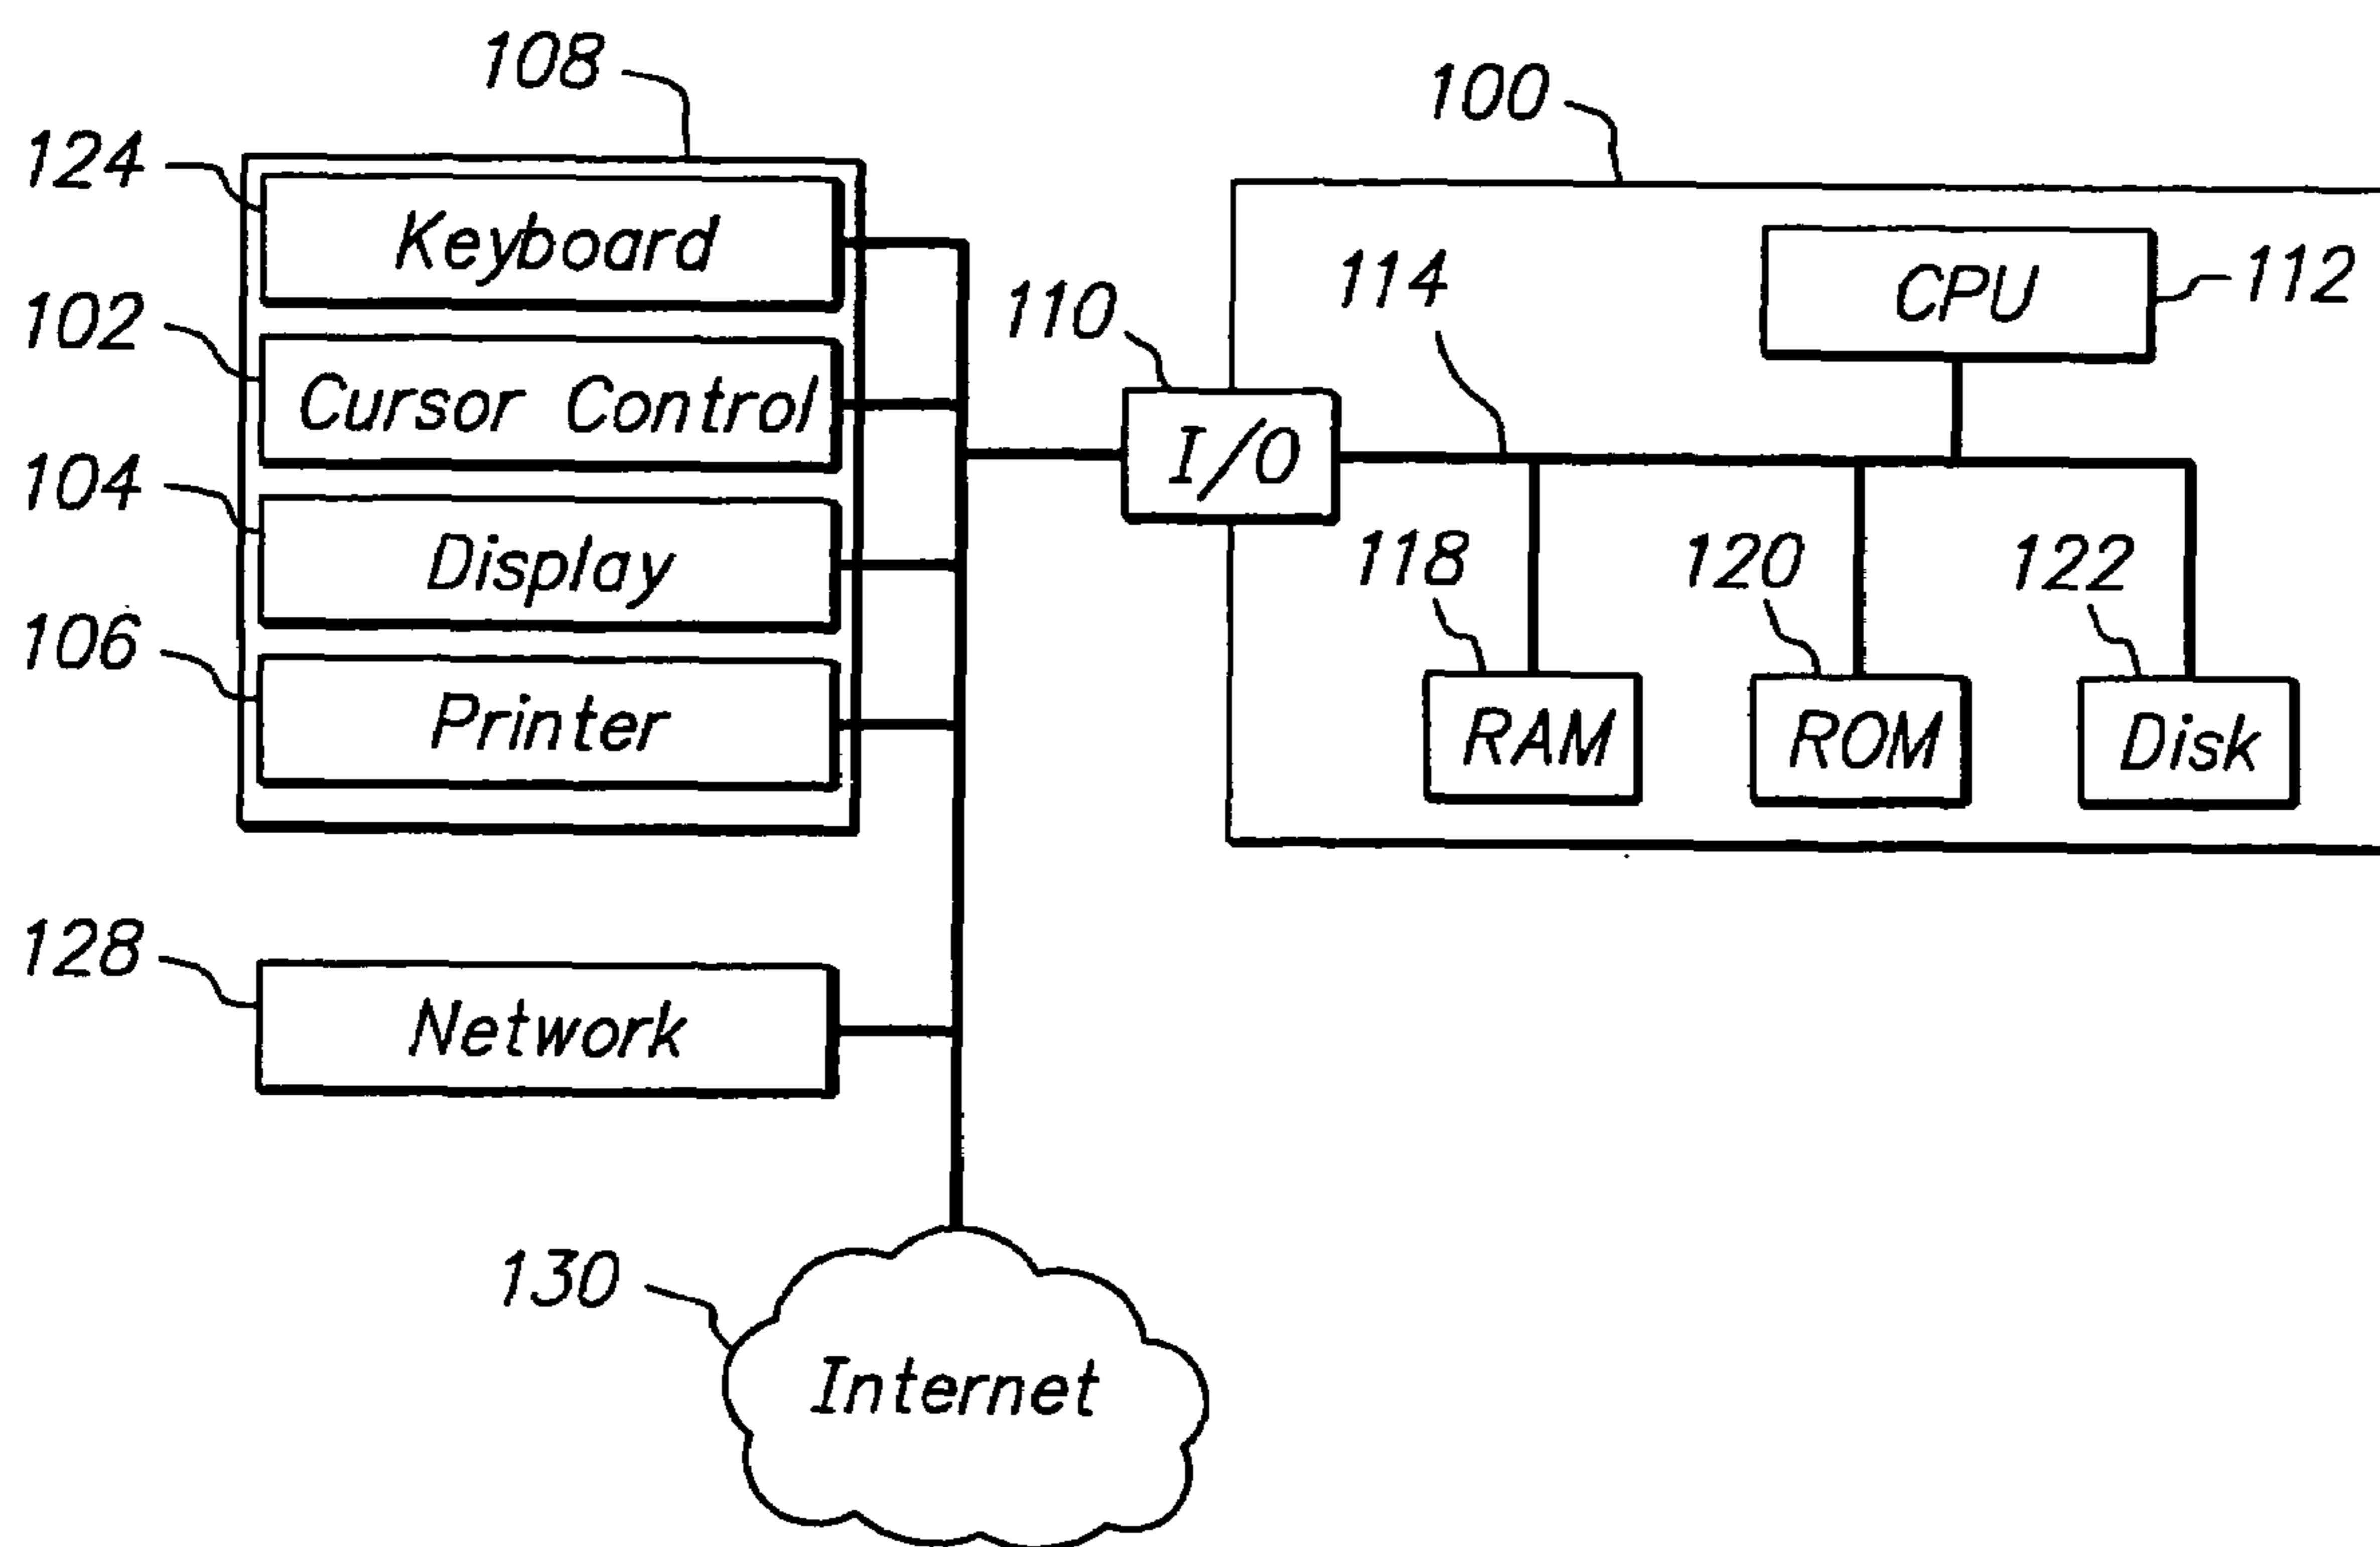 108
100
124
Keyboard
114
CPU
112
102
Cursor Control
110
I/O
104
Display
118
120
122
106
Printer
RAM
ROM
Disk
128
Network
130
Internet